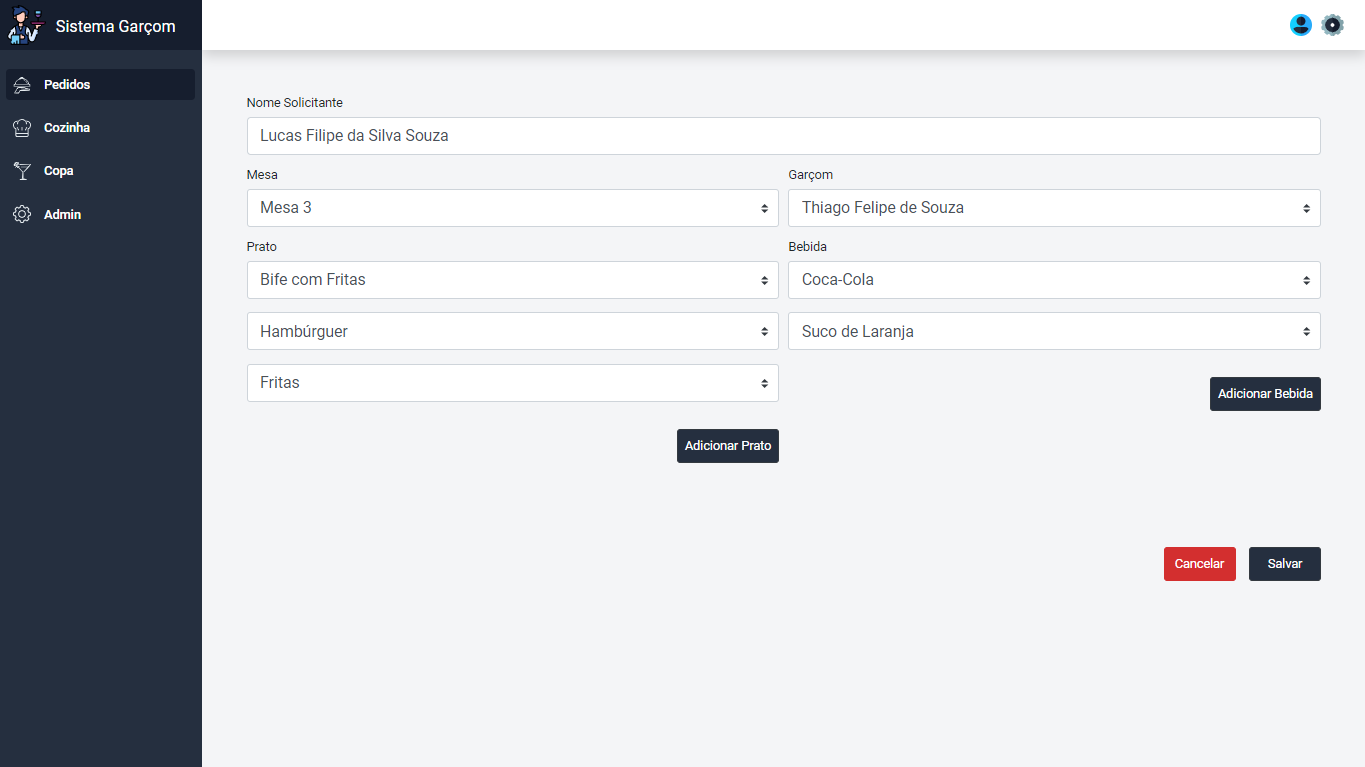 Sistema Garçom
Pedidos
Cozinha
Copa
Admin
Nome Solicitante
Lucas Filipe da Silva Souza
Mesa
Garçom
Mesa 3
Thiago Felipe de Souza
Prato
Bebida
Bife com Fritas
Coca-Cola
Hambúrguer
Suco de Laranja
Fritas
Adicionar Bebida
Adicionar Prato
Cancelar
Salvar